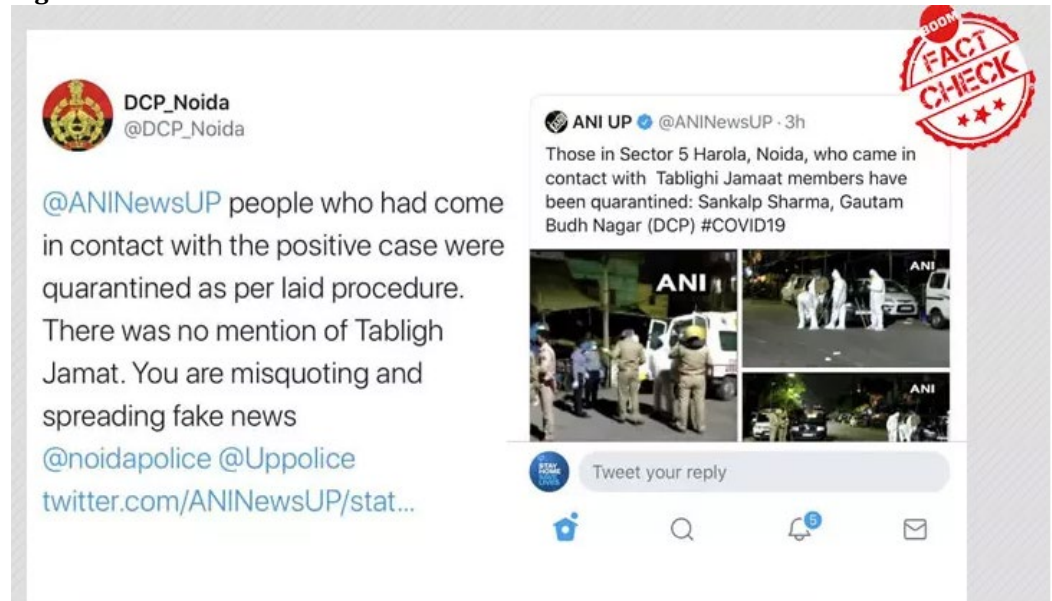 BOOM
FACT
CHECK
DCP_Noida
@DCP_Noida
@ANINewsUP people who had come
in contact with the positive case were
quarantined as per laid procedure.
There was no mention of Tabligh
Jamat. You are misquoting and
spreading fake news
@noidapolice @Uppolice
twitter.com/ANINewsUP/stat...
ANI UP @ANINewsUP · 3h
Those in Sector 5 Harola, Noida, who came in
contact with Tablighi Jamaat members have
been quarantined: Sankalp Sharma, Gautam
Budh Nagar (DCP) #COVID19
ANI
ANI
ANI
STAY
HOME
SAVE
LIVES
Tweet your reply
5